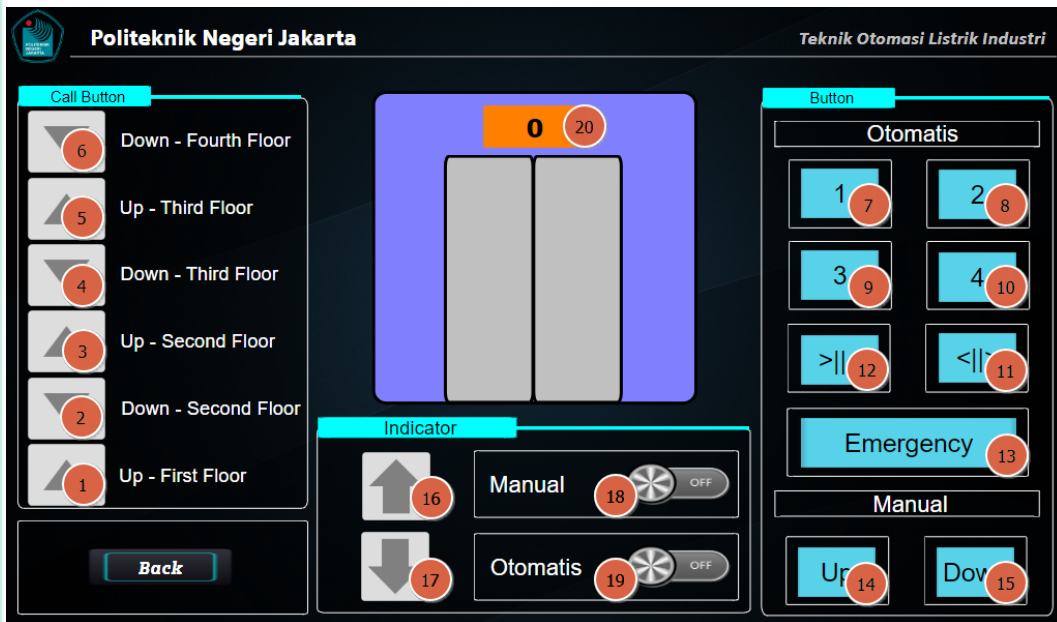 Politeknik Negeri Jakarta
Teknik Otomasi Listrik Industri
Call Button
6
Down - Fourth Floor
5
Up - Third Floor
4
Down - Third Floor
3
Up - Second Floor
2
Down - Second Floor
1
Up - First Floor
Back
0
20
Indicator
16
Manual
18
OFF
17
Otomatis
19
OFF
Button
Otomatis
1
7
2
8
3
9
4
10
>||
12
<||>
11
Emergency
13
Manual
Up
14
Down
15